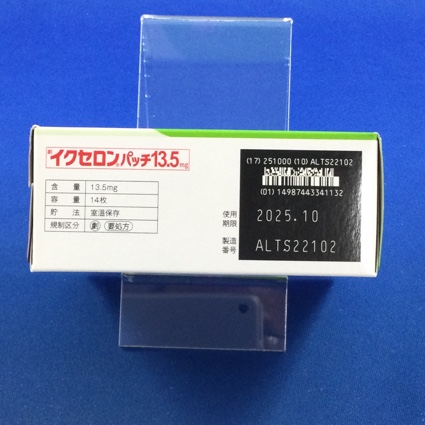 劇 イクセロンパッチ13.5mg
含 量 13.5mg
容 量 14枚
貯 法 室温保存
規制区分 劇 要処方
(17) 251000 (10) ALTS22102
(01) 14987443341132
使用期限 2025.10
製造番号 ALTS22102